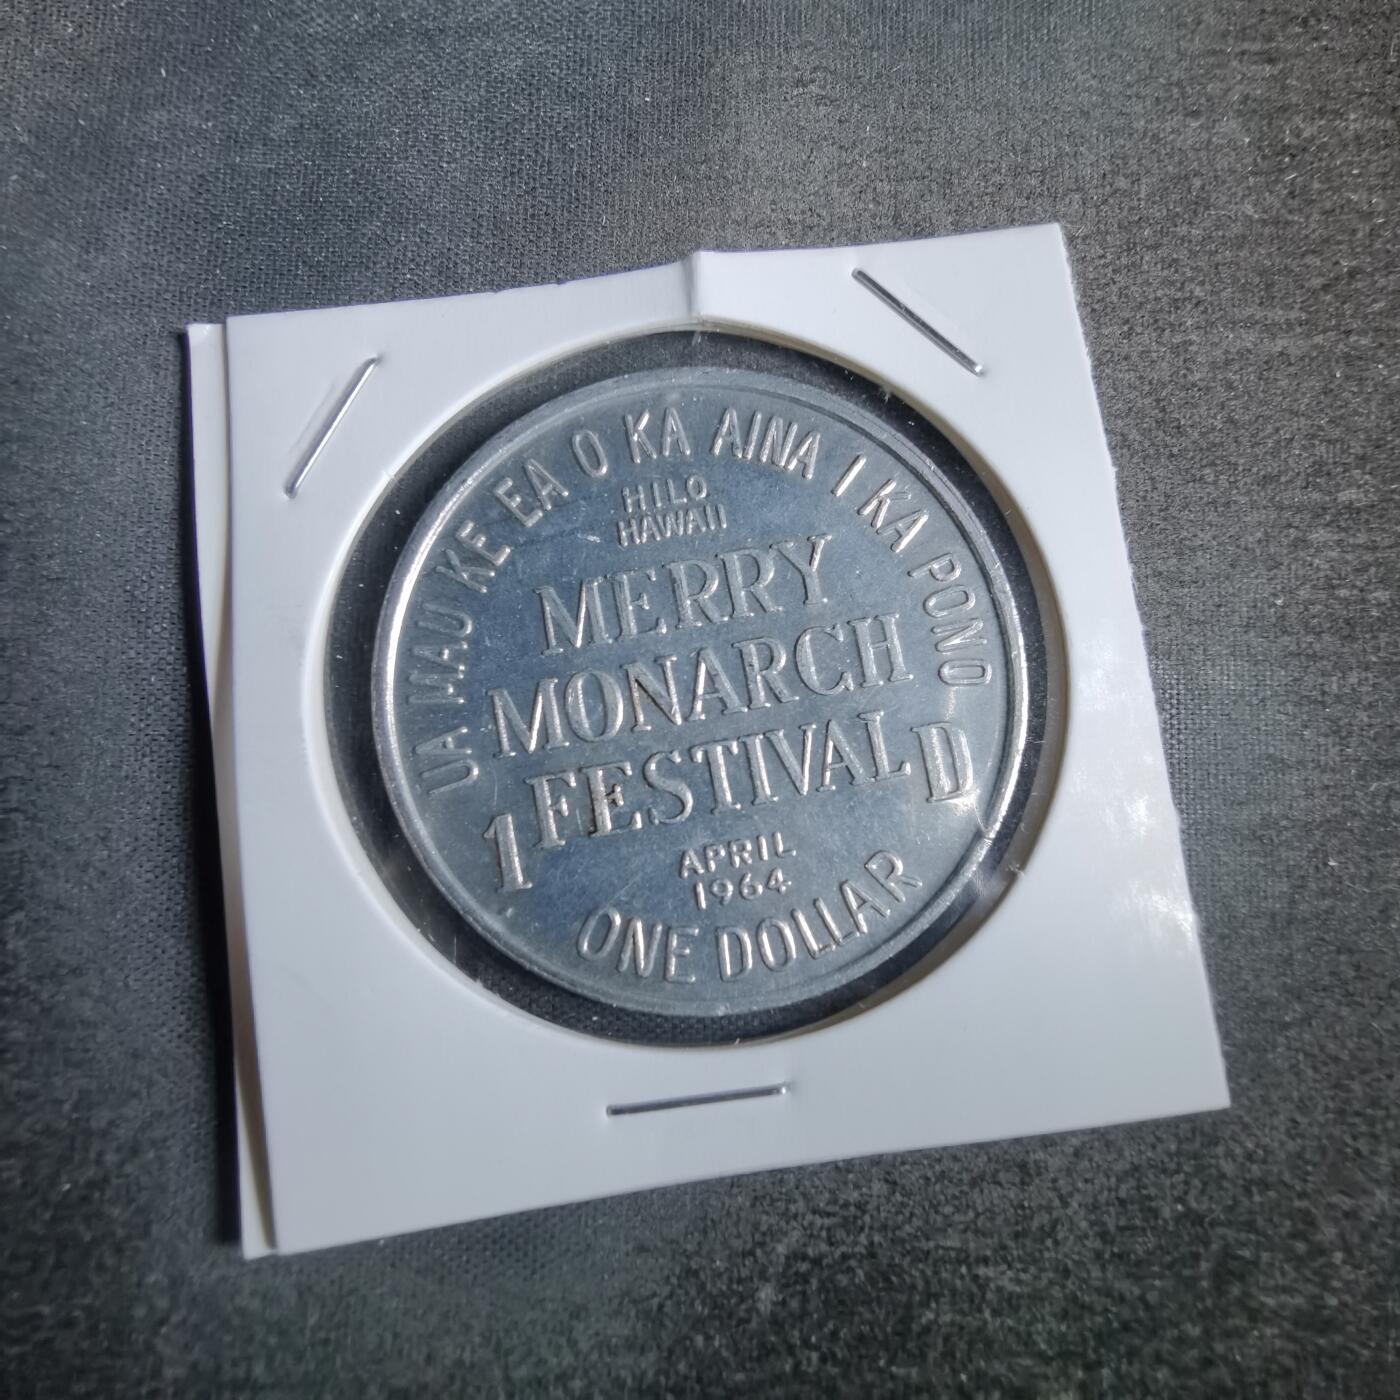 UA MAU KE EA O KA AINA I KA PONO
HILO
HAWAII
MERRY
MONARCH
FESTIVAL
1 D
APRIL
1964
ONE DOLLAR